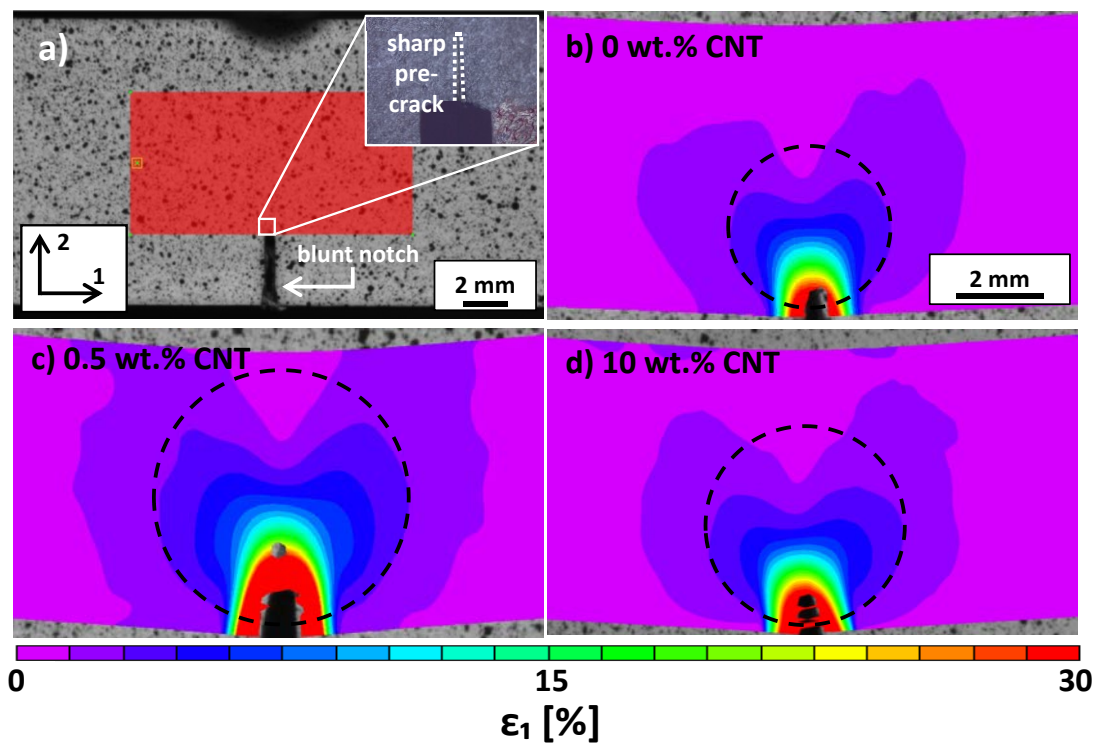 a)
sharp
pre-
crack
2
1
blunt notch
2 mm
b) 0 wt.% CNT
2 mm
c) 0.5 wt.% CNT
d) 10 wt.% CNT
0 15 30
ε₁ [%]